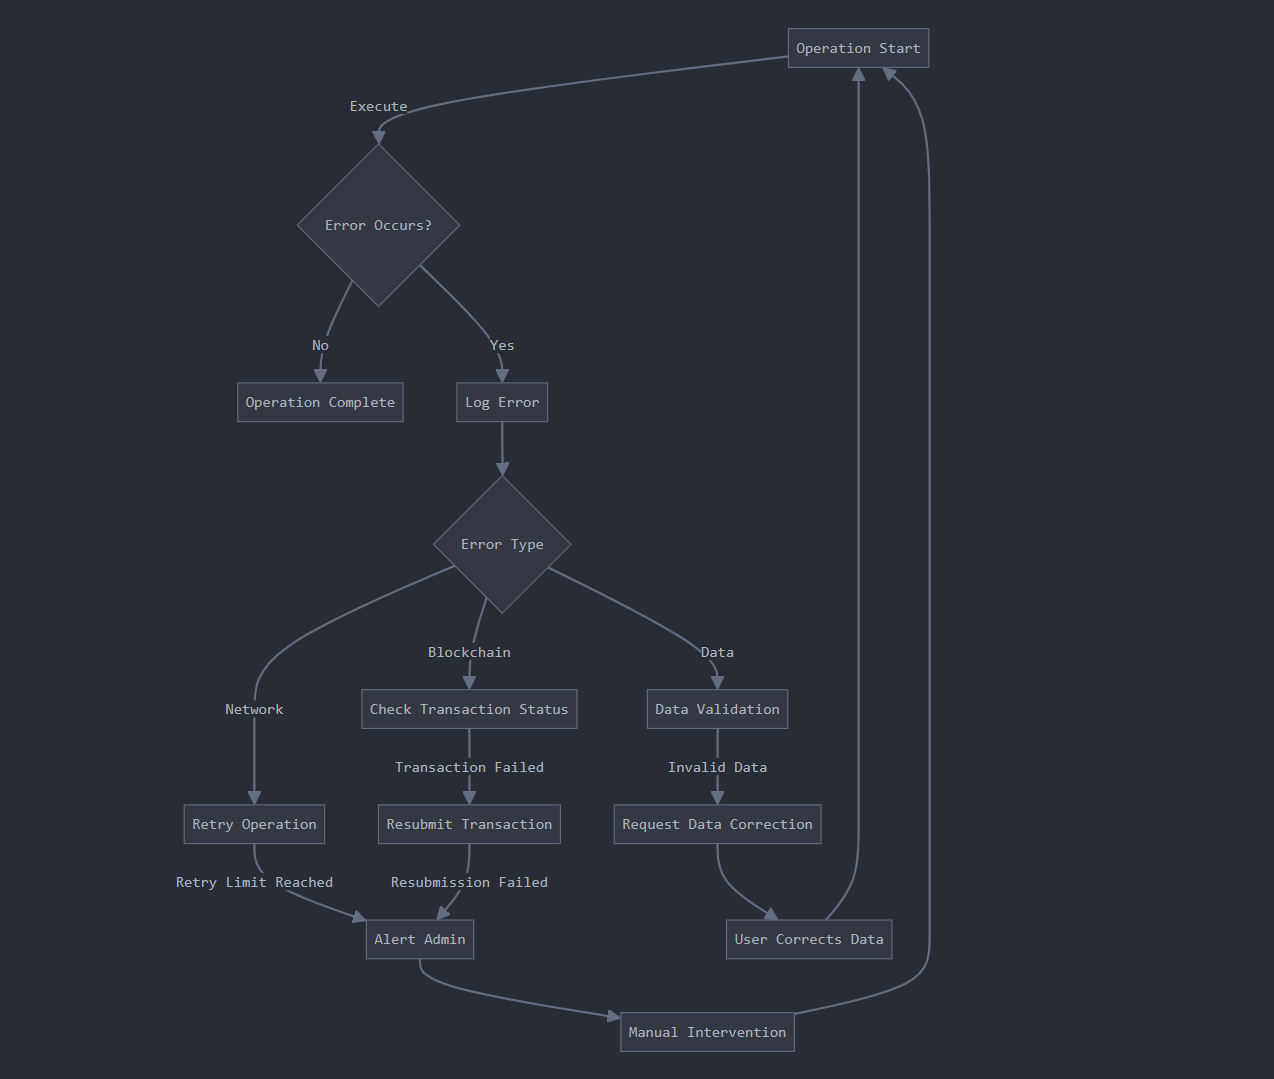 Operation Start
Execute
Error Occurs?
No
Yes
Operation Complete
Log Error
Error Type
Blockchain
Data
Network
Check Transaction Status
Data Validation
Transaction Failed
Invalid Data
Retry Operation
Resubmit Transaction
Request Data Correction
Retry Limit Reached
Resubmission Failed
Alert Admin
User Corrects Data
Manual Intervention